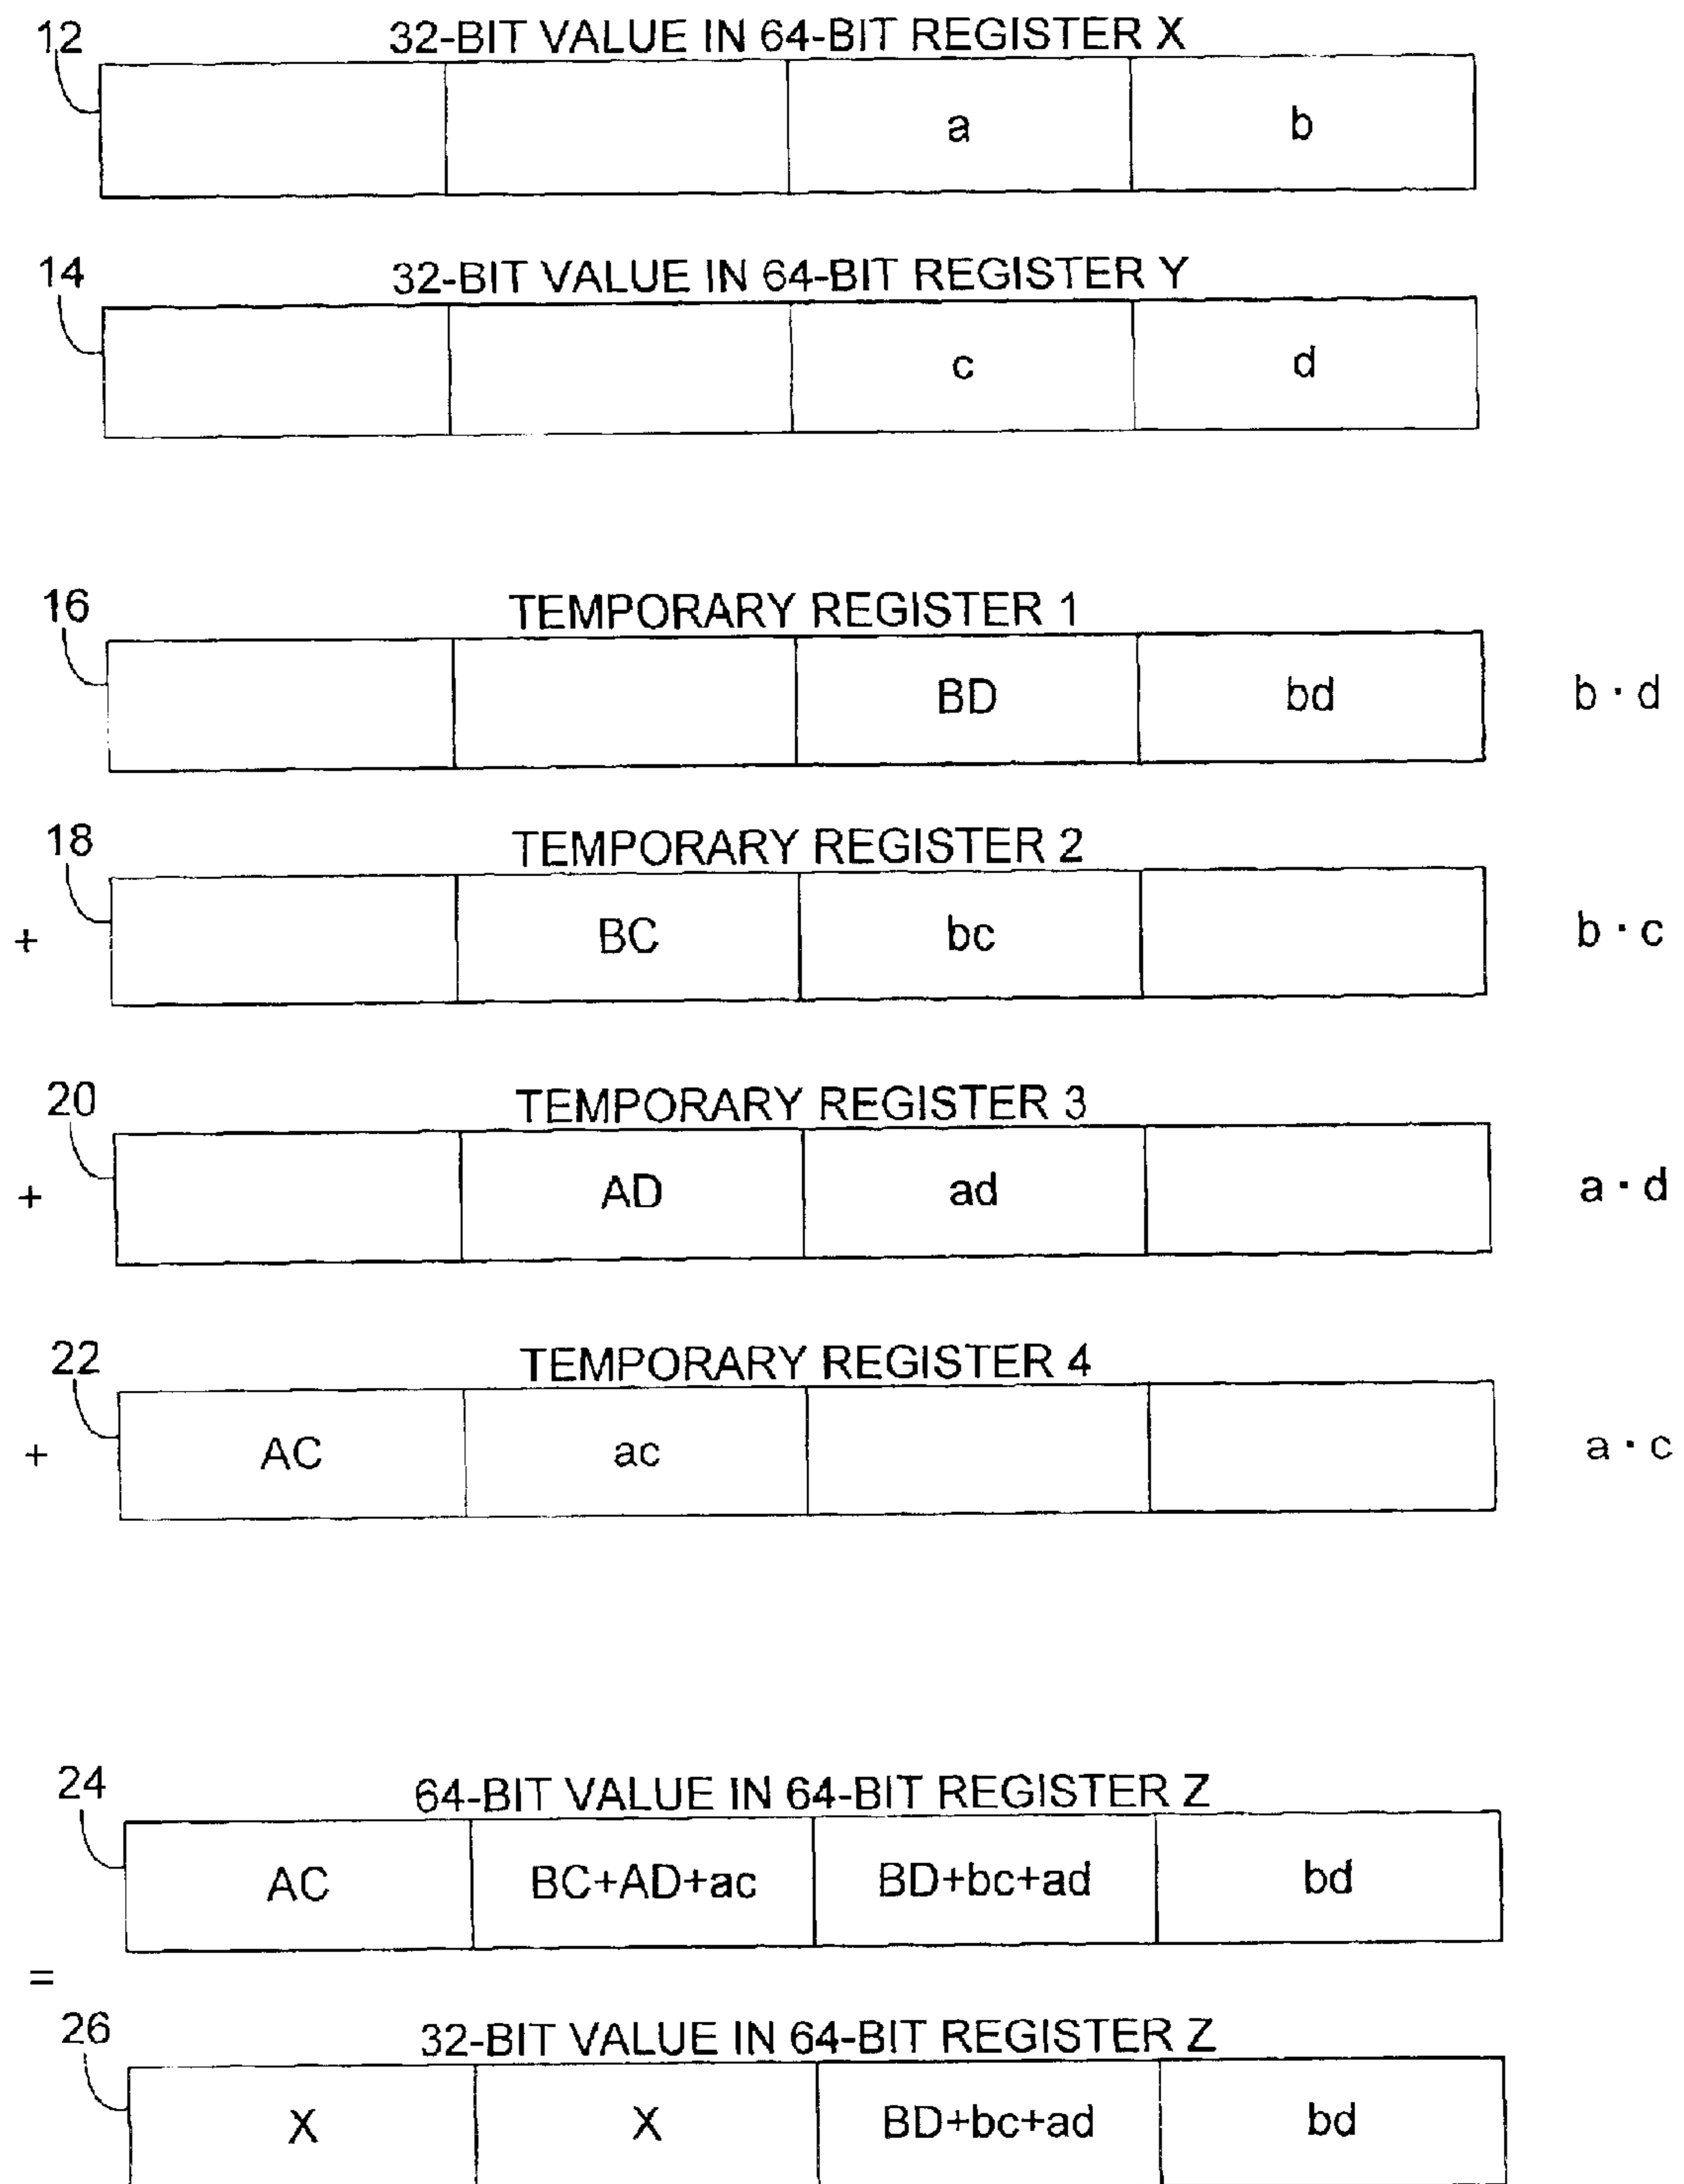 12
32-BIT VALUE IN 64-BIT REGISTER X
a b
14
32-BIT VALUE IN 64-BIT REGISTER Y
c d
16
TEMPORARY REGISTER 1
BD bd b · d
18
TEMPORARY REGISTER 2
+ BC bc b · c
20
TEMPORARY REGISTER 3
+ AD ad a · d
22
TEMPORARY REGISTER 4
+ AC ac a · c
24
64-BIT VALUE IN 64-BIT REGISTER Z
AC BC+AD+ac BD+bc+ad bd
=
26
32-BIT VALUE IN 64-BIT REGISTER Z
X X BD+bc+ad bd